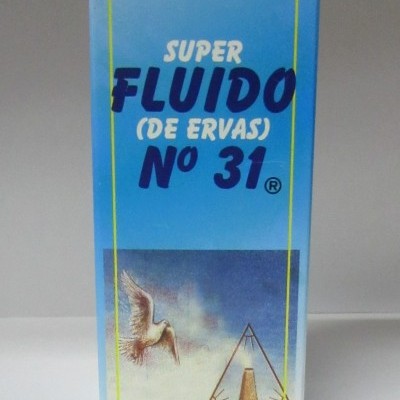 SUPER
FLUIDO
(DE ERVAS)
Nº 31®